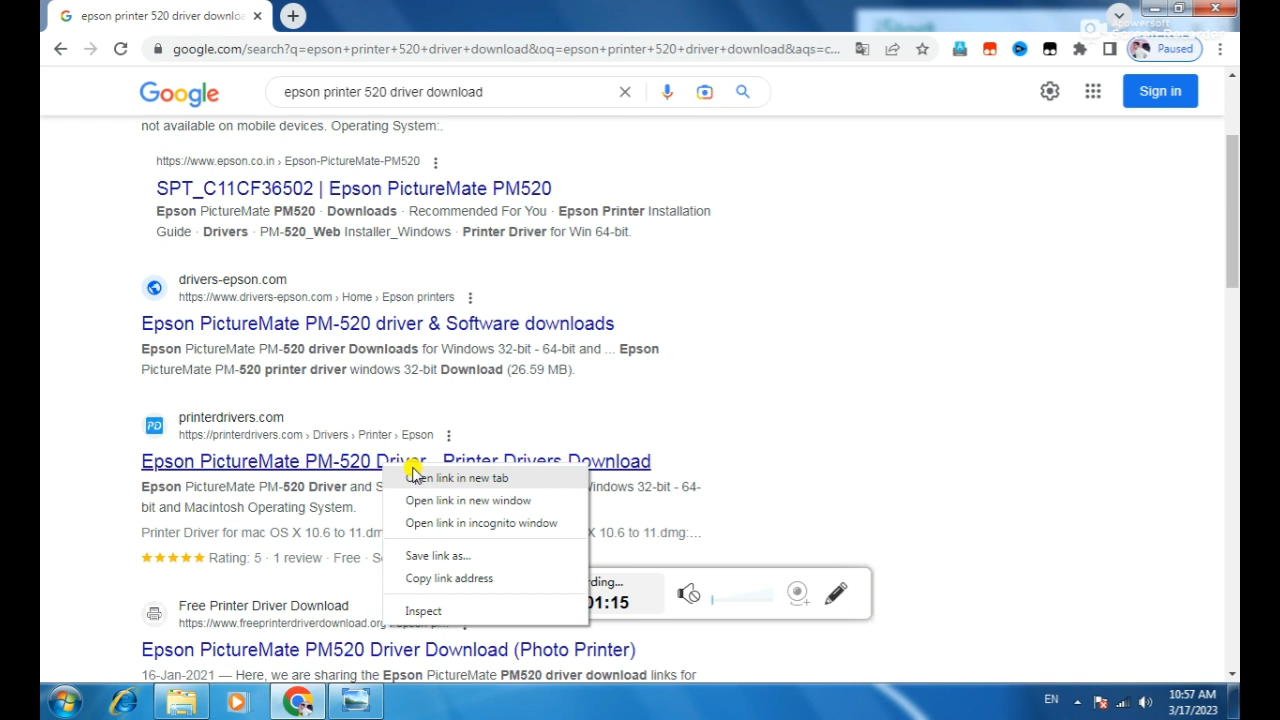 epson printer 520 driver downloa
google.com/search?q=epson+printer+520+driver+download&oq=epson+printer+520+driver+download&aqs=c...
Paused
Apowersoft
Screen Recorder
Google
epson printer 520 driver download
Sign in
not available on mobile devices. Operating System:.
https://www.epson.co.in › Epson-PictureMate-PM520
SPT_C11CF36502 | Epson PictureMate PM520
Epson PictureMate PM520 · Downloads · Recommended For You · Epson Printer Installation
Guide · Drivers · PM-520_Web Installer_Windows · Printer Driver for Win 64-bit.
drivers-epson.com
https://www.drivers-epson.com › Home › Epson printers
Epson PictureMate PM-520 driver & Software downloads
Epson PictureMate PM-520 driver Downloads for Windows 32-bit - 64-bit and ... Epson
PictureMate PM-520 printer driver windows 32-bit Download (26.59 MB).
PD
printerdrivers.com
https://printerdrivers.com › Drivers › Printer › Epson
Epson PictureMate PM-520 Driver - Printer Drivers Download
Open link in new tab
Epson PictureMate PM-520 Driver and S
indows 32-bit - 64-
Open link in new window
bit and Macintosh Operating System.
Open link in incognito window
Printer Driver for mac OS X 10.6 to 11.dm
X 10.6 to 11.dmg:...
Save link as...
Rating: 5 · 1 review · Free · S
Copy link address
rding...
01:15
Inspect
Free Printer Driver Download
https://www.freeprinterdriverdownload.org
Epson PictureMate PM520 Driver Download (Photo Printer)
16-Jan-2021 — Here, we are sharing the Epson PictureMate PM520 driver download links for
EN
10:57 AM
3/17/2023